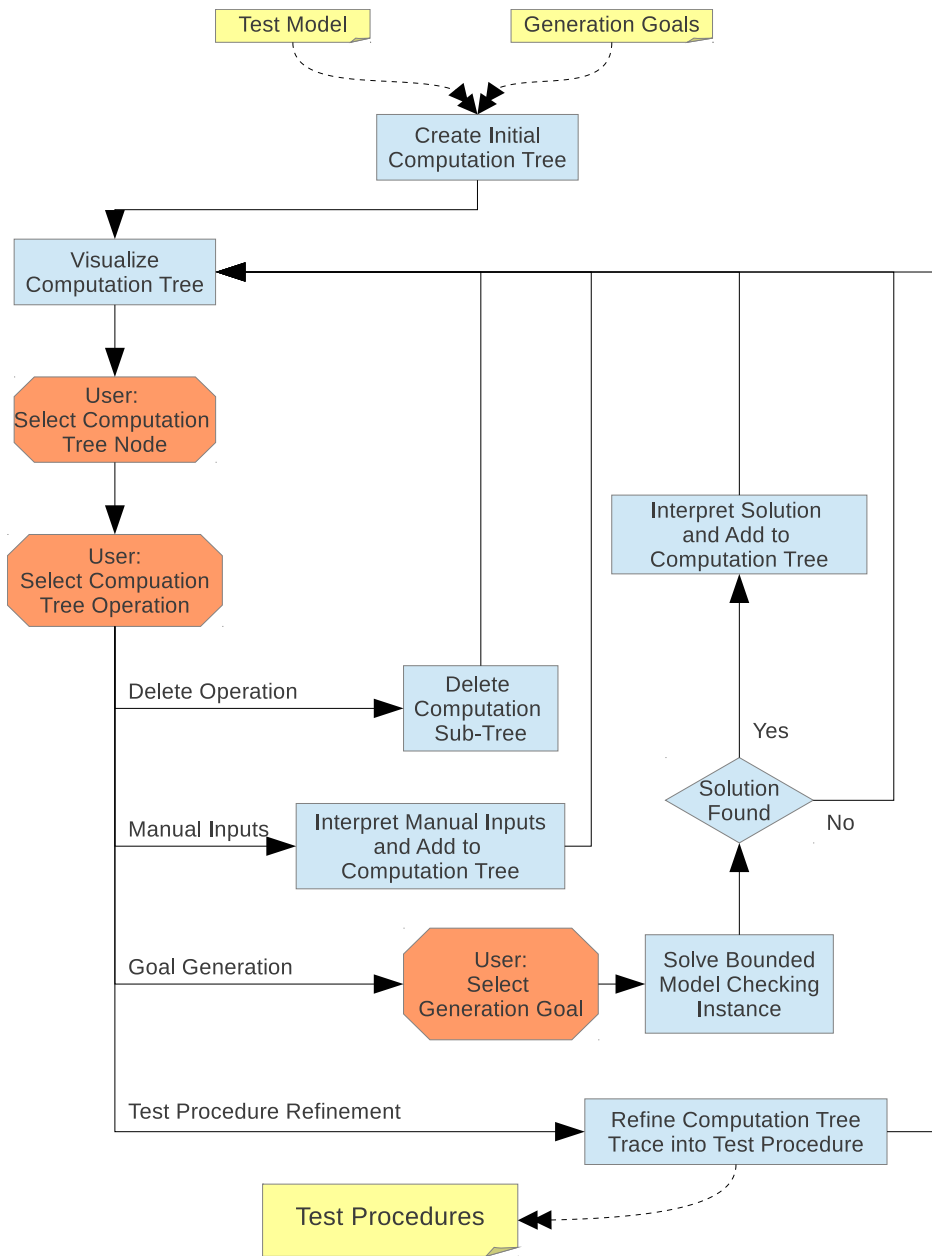 Test Model
Generation Goals
Create Initial
Computation Tree
Visualize
Computation Tree
User:
Select Computation
Tree Node
User:
Select Compuation
Tree Operation
Interpret Solution
and Add to
Computation Tree
Delete Operation
Delete
Computation
Sub-Tree
Yes
Solution
Found
No
Manual Inputs
Interpret Manual Inputs
and Add to
Computation Tree
Goal Generation
User:
Select
Generation Goal
Solve Bounded
Model Checking
Instance
Test Procedure Refinement
Refine Computation Tree
Trace into Test Procedure
Test Procedures